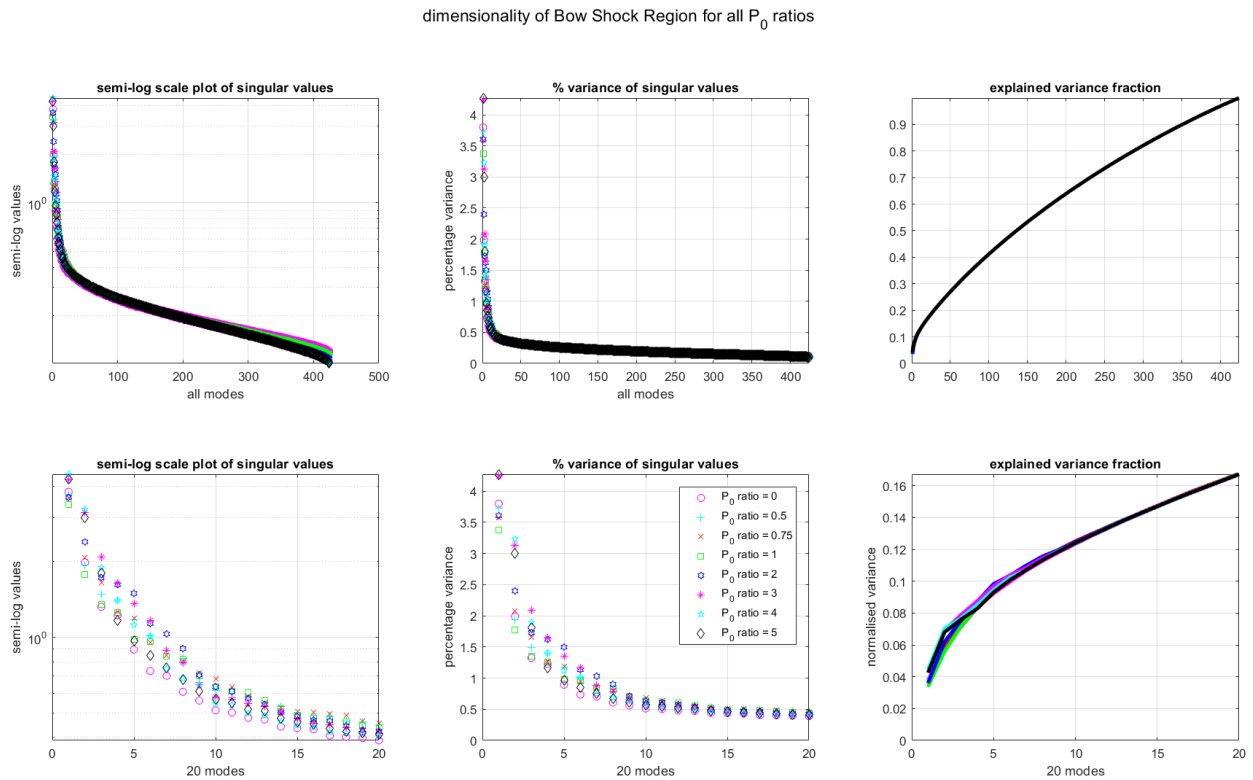 dimensionality of Bow Shock Region for all P0 ratios
semi-log scale plot of singular values
semi-log values
10^0
0 100 200 300 400 500
all modes
% variance of singular values
percentage variance
4
3.5
3
2.5
2
1.5
1
0.5
0
0 50 100 150 200 250 300 350 400
all modes
explained variance fraction
0.9
0.8
0.7
0.6
0.5
0.4
0.3
0.2
0.1
0
0 50 100 150 200 250 300 350 400
semi-log scale plot of singular values
semi-log values
10^0
0 5 10 15 20
20 modes
% variance of singular values
percentage variance
4
3.5
3
2.5
2
1.5
1
0.5
0
P0 ratio = 0
P0 ratio = 0.5
P0 ratio = 0.75
P0 ratio = 1
P0 ratio = 2
P0 ratio = 3
P0 ratio = 4
P0 ratio = 5
0 5 10 15 20
20 modes
explained variance fraction
normalised variance
0.16
0.14
0.12
0.1
0.08
0.06
0.04
0.02
0
0 5 10 15 20
20 modes